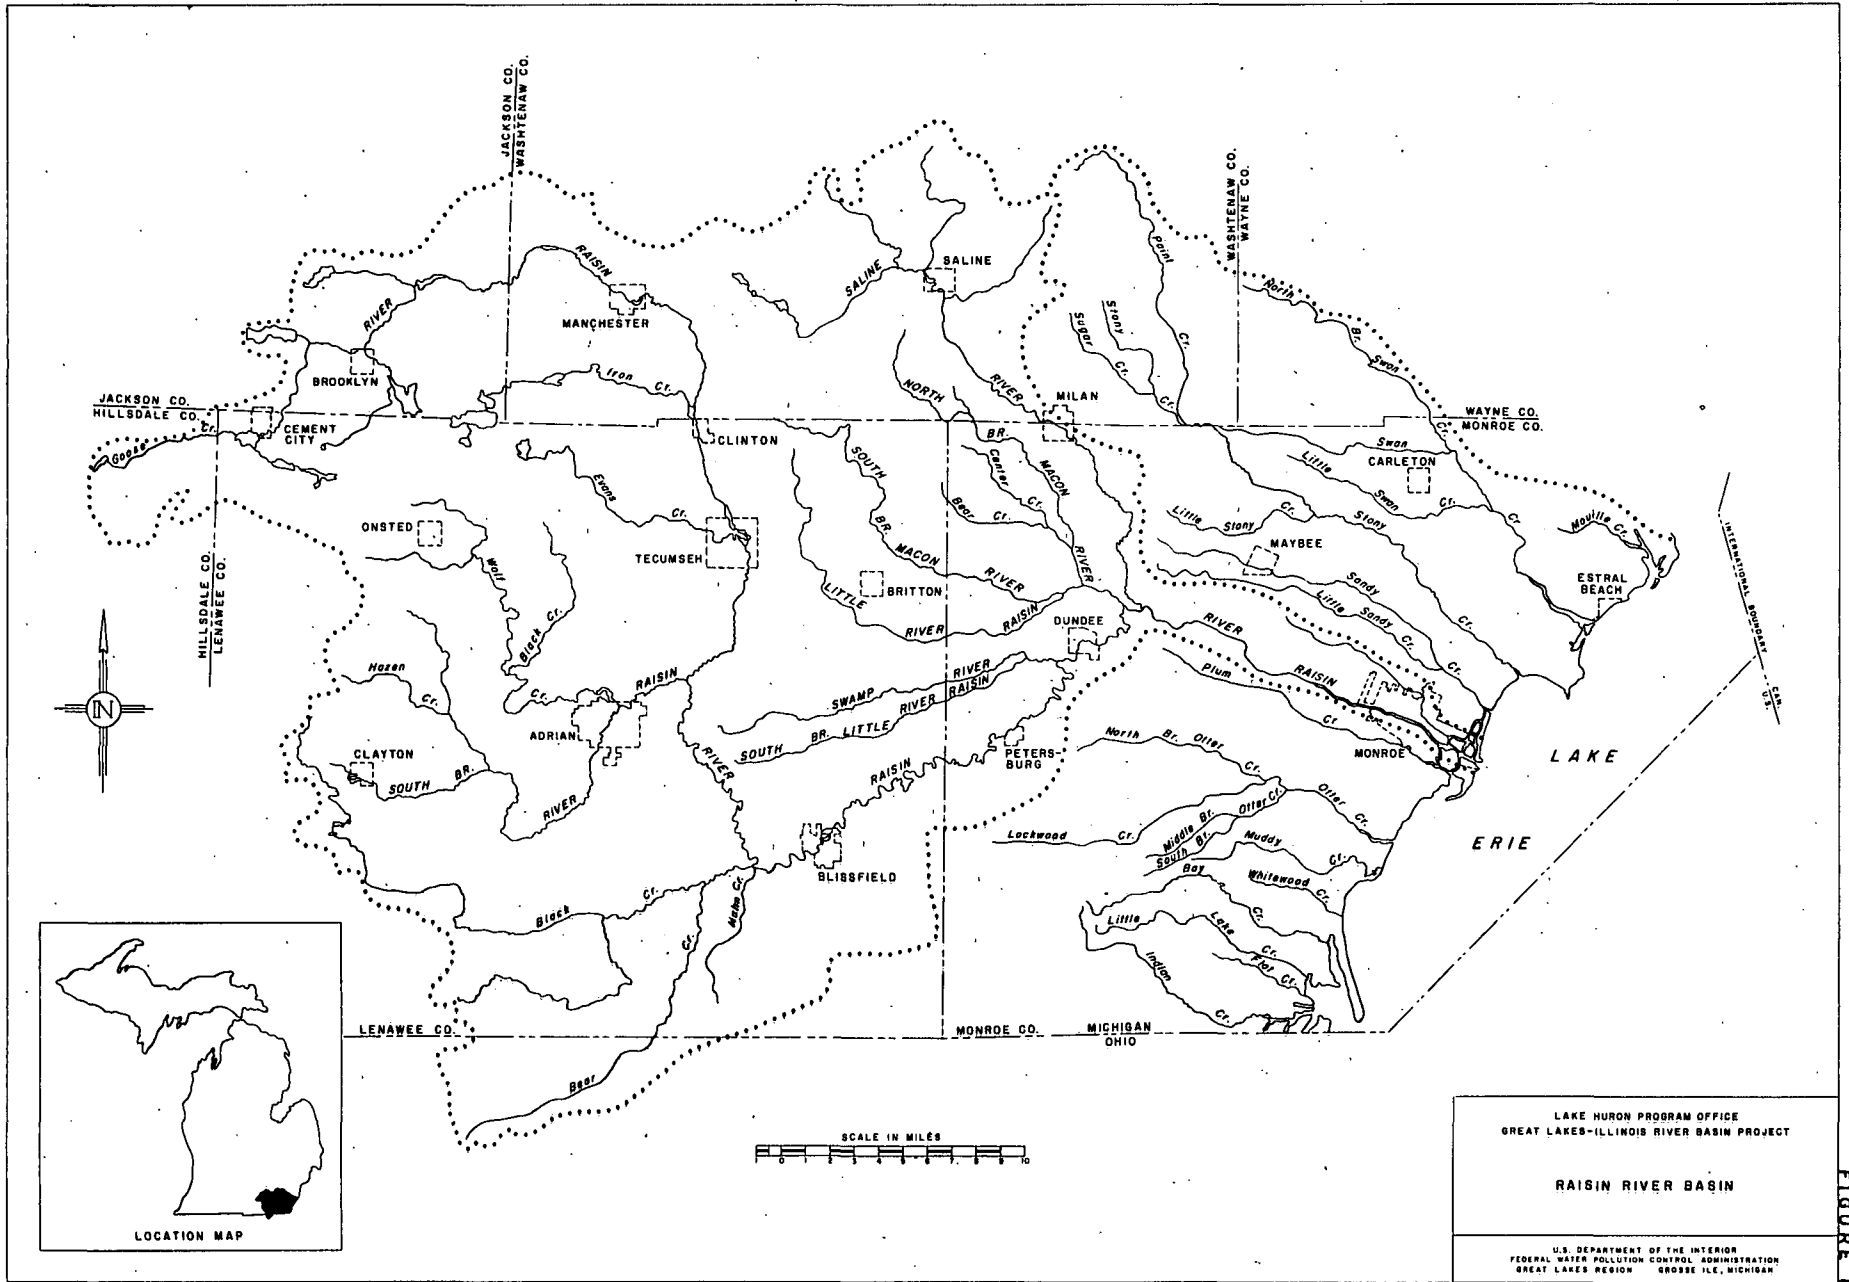 JACKSON CO.
WASHTENAW CO.
WASHTENAW CO.
WAYNE CO.
RAISIN
RIVER
MANCHESTER
BROOKLYN
SALINE
SALINE
RIVER
Paint
Cr.
Stony
Cr.
Sugar
Cr.
North
Br.
Swan
Cr.
Iron Cr.
NORTH
BR.
MACON
RIVER
MILAN
JACKSON CO.
HILLSDALE CO.
WAYNE CO.
MONROE CO.
CEMENT
CITY
Goose
Cr.
CLINTON
SOUTH
BR.
MACON
RIVER
Center
Cr.
Bear
Cr.
Swan
Cr.
CARLETON
Little
Swan
Cr.
Evans
Cr.
ONSTED
TECUMSEH
Wolf
Cr.
Black Cr.
BRITTON
LITTLE
RIVER
RAISIN
DUNDEE
Little
Stony
Cr.
Stony
Cr.
MAYBEE
Sandy
Cr.
Little
Sandy
Cr.
Mouille Cr.
ESTRAL
BEACH
INTERNATIONAL BOUNDARY
CAN.
U.S.
HILLSDALE CO.
LENAWEE CO.
N
Hazen
Cr.
RAISIN
RIVER
ADRIAN
SWAMP RIVER
SOUTH BR. LITTLE RIVER RAISIN
RIVER
RAISIN
Plum
Cr.
MONROE
LAKE
ERIE
CLAYTON
SOUTH BR.
RIVER
RAISIN
PETERS-
BURG
North Br. Otter
Cr.
Otter
Cr.
Lockwood
Cr.
Middle Br.
Otter Cr.
South Br.
Muddy
Cr.
Bay
Cr.
Whitewood
Cr.
BLISSFIELD
Black
Cr.
Cr.
Bear
Little
Lake
Cr.
Flat
Cr.
Indian
Cr.
LENAWEE CO.
MONROE CO.
MICHIGAN
OHIO
SCALE IN MILES
1 0 1 2 3 4 5 6 7 8 9 10
LOCATION MAP
LAKE HURON PROGRAM OFFICE
GREAT LAKES-ILLINOIS RIVER BASIN PROJECT
RAISIN RIVER BASIN
U.S. DEPARTMENT OF THE INTERIOR
FEDERAL WATER POLLUTION CONTROL ADMINISTRATION
GREAT LAKES REGION GROSSE ILE, MICHIGAN
FIGURE